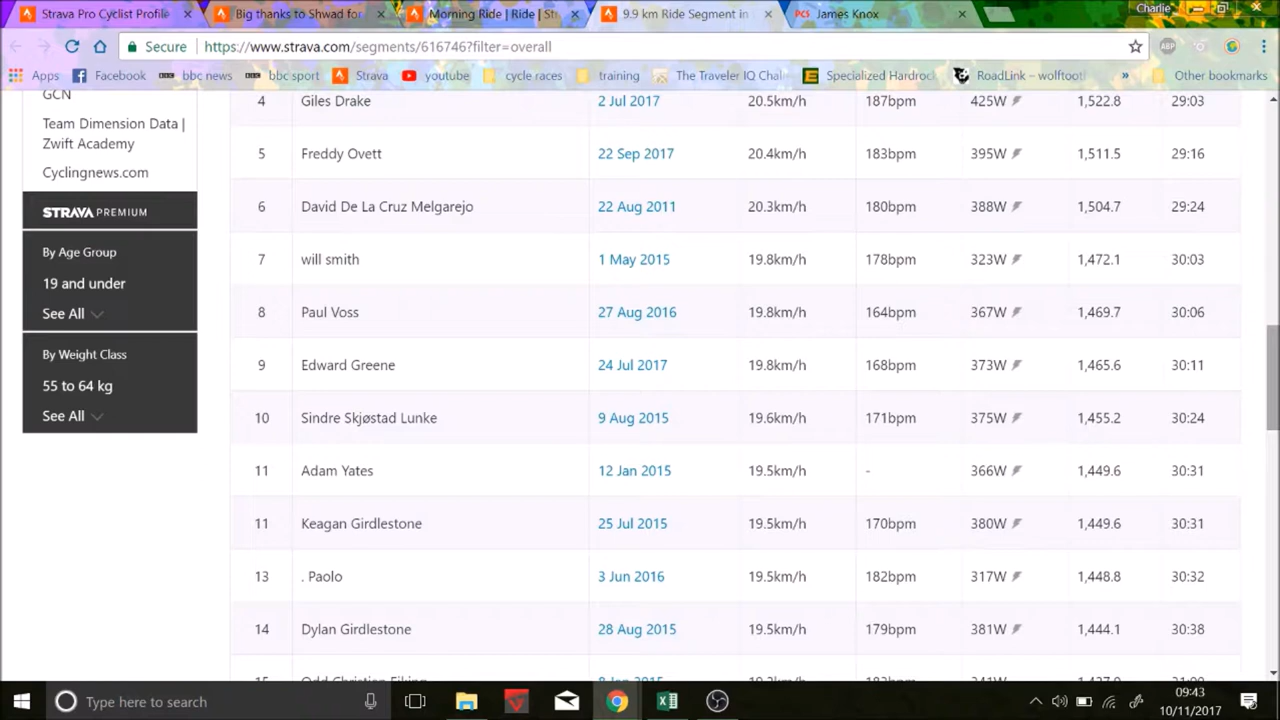 Strava Pro Cyclist Profile
Big thanks to Shwad for
Morning Ride | Ride | Str
9.9 km Ride Segment in
PCS James Knox
Charlie
Secure https://www.strava.com/segments/616746?filter=overall
ABP
Apps Facebook bbc news bbc sport Strava youtube cycle races training The Traveler IQ Chal Specialized Hardroc RoadLink – wolftoot » Other bookmarks
GCN
Team Dimension Data |
Zwift Academy
Cyclingnews.com
STRAVA PREMIUM
By Age Group
19 and under
See All
By Weight Class
55 to 64 kg
See All
4 Giles Drake 2 Jul 2017 20.5km/h 187bpm 425W 1,522.8 29:03
5 Freddy Ovett 22 Sep 2017 20.4km/h 183bpm 395W 1,511.5 29:16
6 David De La Cruz Melgarejo 22 Aug 2011 20.3km/h 180bpm 388W 1,504.7 29:24
7 will smith 1 May 2015 19.8km/h 178bpm 323W 1,472.1 30:03
8 Paul Voss 27 Aug 2016 19.8km/h 164bpm 367W 1,469.7 30:06
9 Edward Greene 24 Jul 2017 19.8km/h 168bpm 373W 1,465.6 30:11
10 Sindre Skjøstad Lunke 9 Aug 2015 19.6km/h 171bpm 375W 1,455.2 30:24
11 Adam Yates 12 Jan 2015 19.5km/h - 366W 1,449.6 30:31
11 Keagan Girdlestone 25 Jul 2015 19.5km/h 170bpm 380W 1,449.6 30:31
13 . Paolo 3 Jun 2016 19.5km/h 182bpm 317W 1,448.8 30:32
14 Dylan Girdlestone 28 Aug 2015 19.5km/h 179bpm 381W 1,444.1 30:38
Type here to search
09:43
10/11/2017